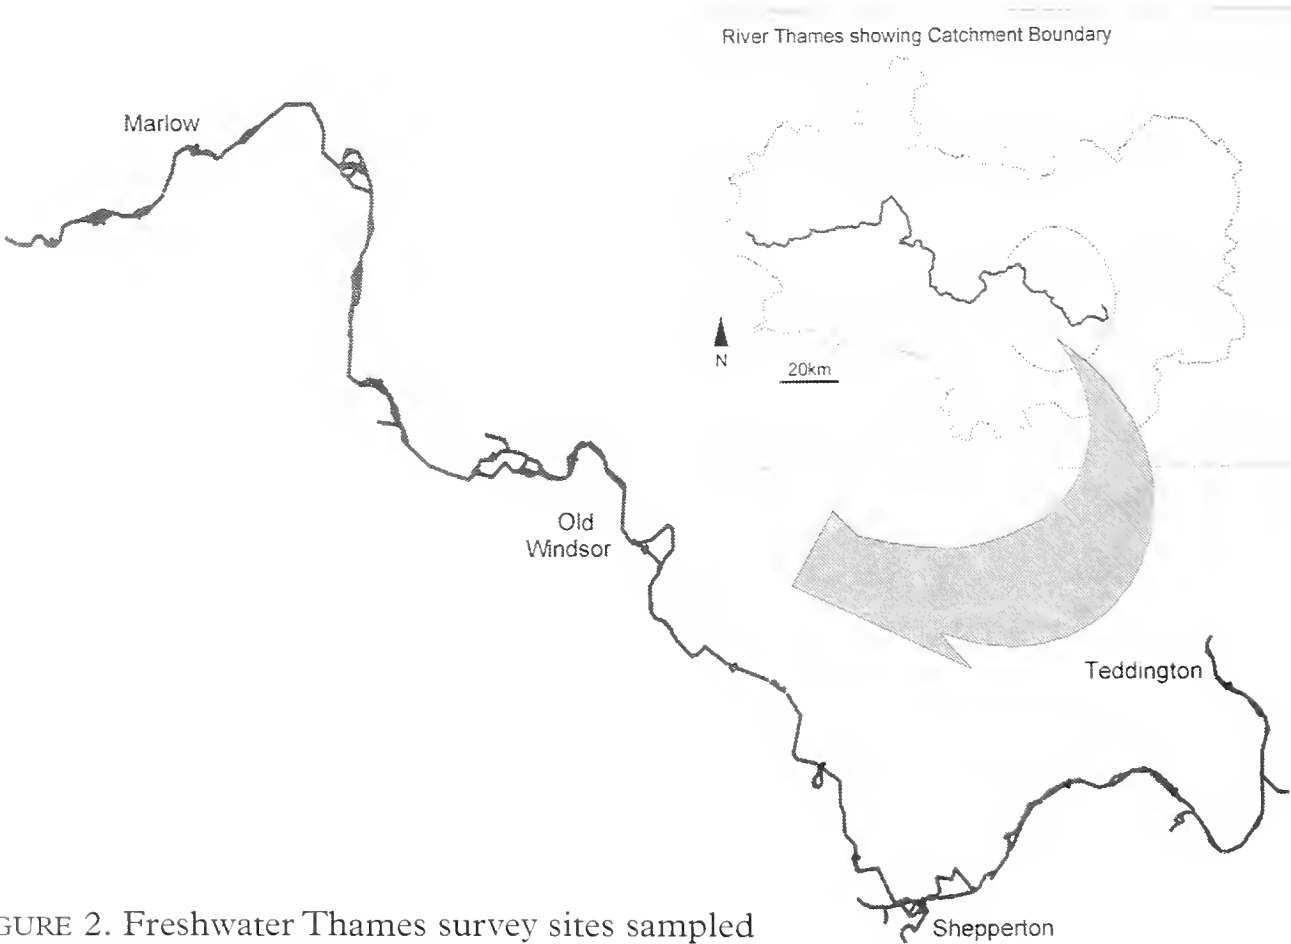 River Thames showing Catchment Boundary
Marlow
N
20km
Old
Windsor
Teddington
Shepperton
GURE 2. Freshwater Thames survey sites sampled